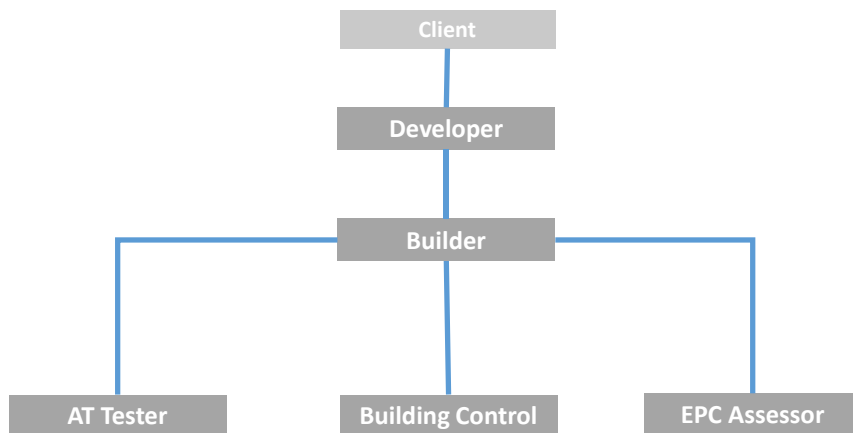 Client
Developer
Builder
AT Tester
Building Control
EPC Assessor